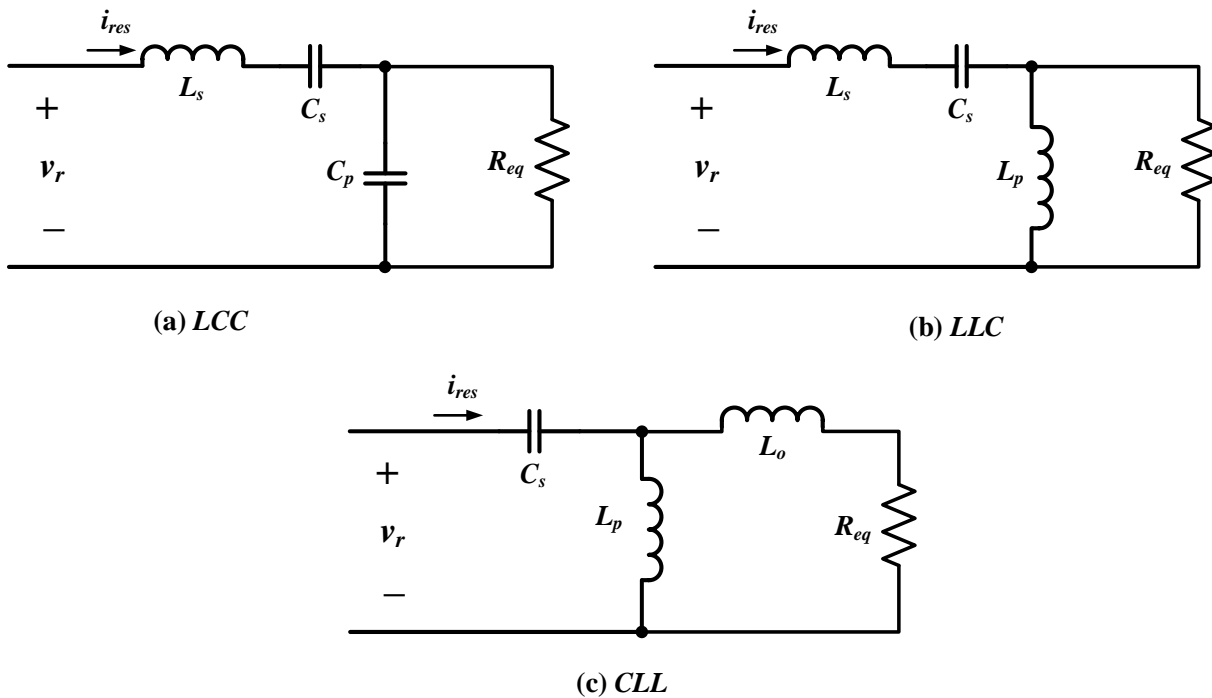 i_res
L_s
C_s
+
v_r
−
C_p
R_eq
(a) LCC
i_res
L_s
C_s
+
v_r
−
L_p
R_eq
(b) LLC
i_res
C_s
L_o
+
v_r
−
L_p
R_eq
(c) CLL